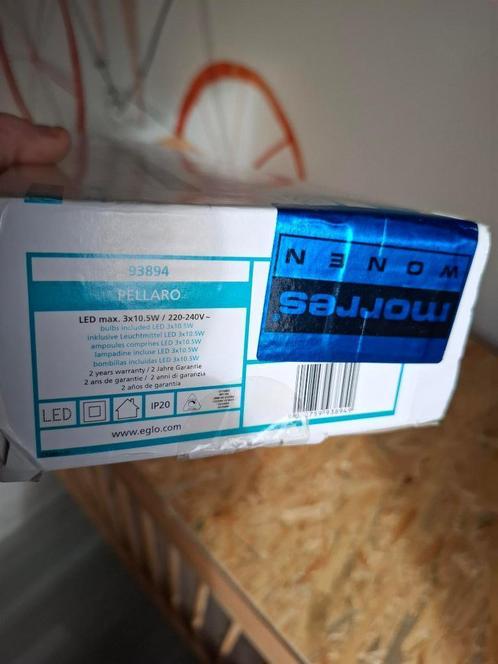 93894
PELLARO
LED max. 3x10.5W / 220-240V~
bulbs included LED 3x10.5W
inklusive Leuchtmittel LED 3x10.5W
ampoules comprises LED 3x10.5W
lampadine incluse LED 3x10.5W
bombillas incluidas LED 3x10.5W
2 years warranty / 2 Jahre Garantie
2 ans de garantie / 2 anni di garanzia
2 años de garantía
LED
IP20
www.eglo.com
morres
WONEN